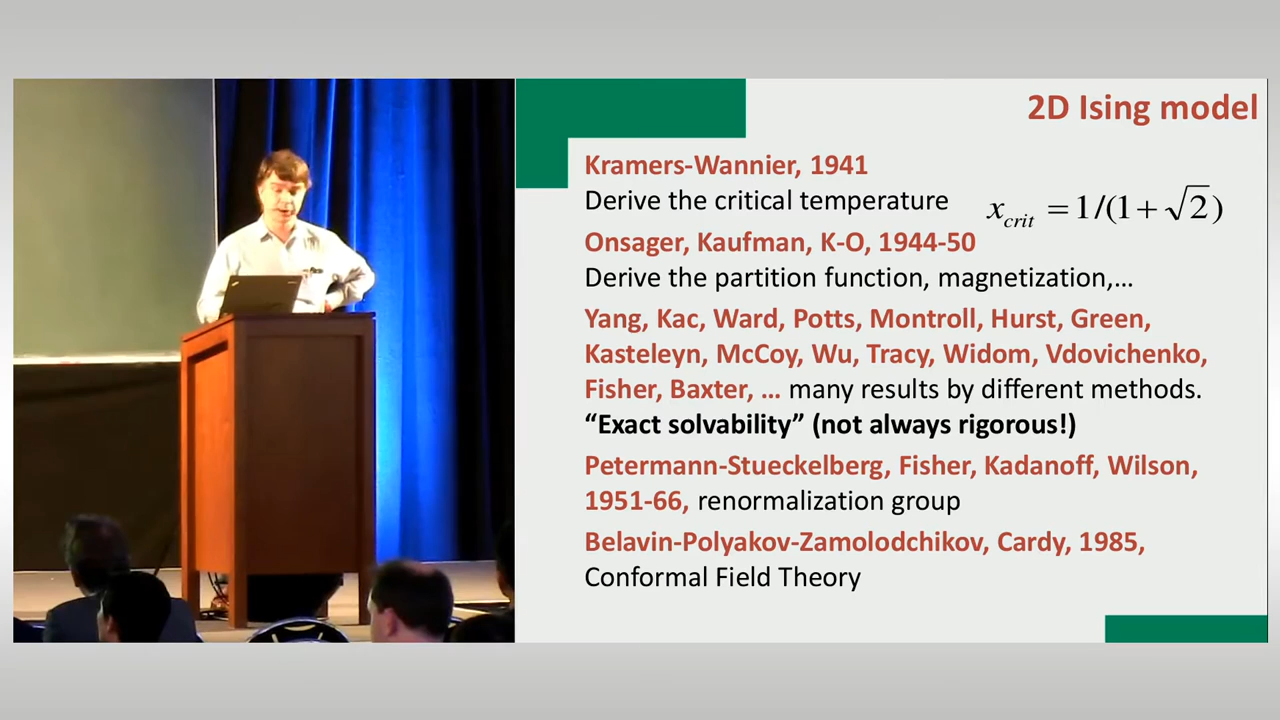 2D Ising model
Kramers-Wannier, 1941
Derive the critical temperature x_crit = 1/(1+√2)
Onsager, Kaufman, K-O, 1944-50
Derive the partition function, magnetization,…
Yang, Kac, Ward, Potts, Montroll, Hurst, Green,
Kasteleyn, McCoy, Wu, Tracy, Widom, Vdovichenko,
Fisher, Baxter, … many results by different methods.
“Exact solvability” (not always rigorous!)
Petermann-Stueckelberg, Fisher, Kadanoff, Wilson,
1951-66, renormalization group
Belavin-Polyakov-Zamolodchikov, Cardy, 1985,
Conformal Field Theory